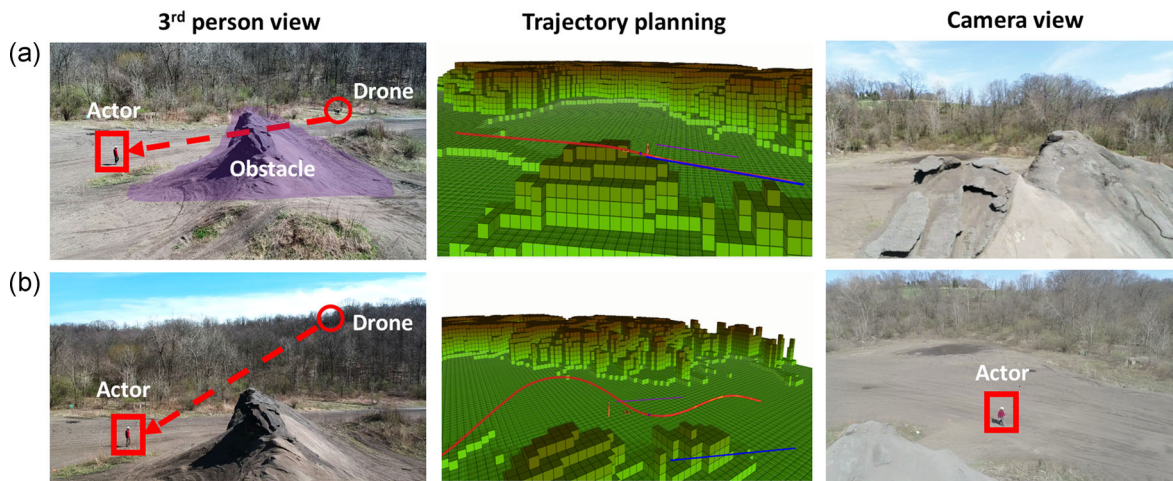 3rd person view
Trajectory planning
Camera view
(a)
Drone
Actor
Obstacle
(b)
Drone
Actor
Actor